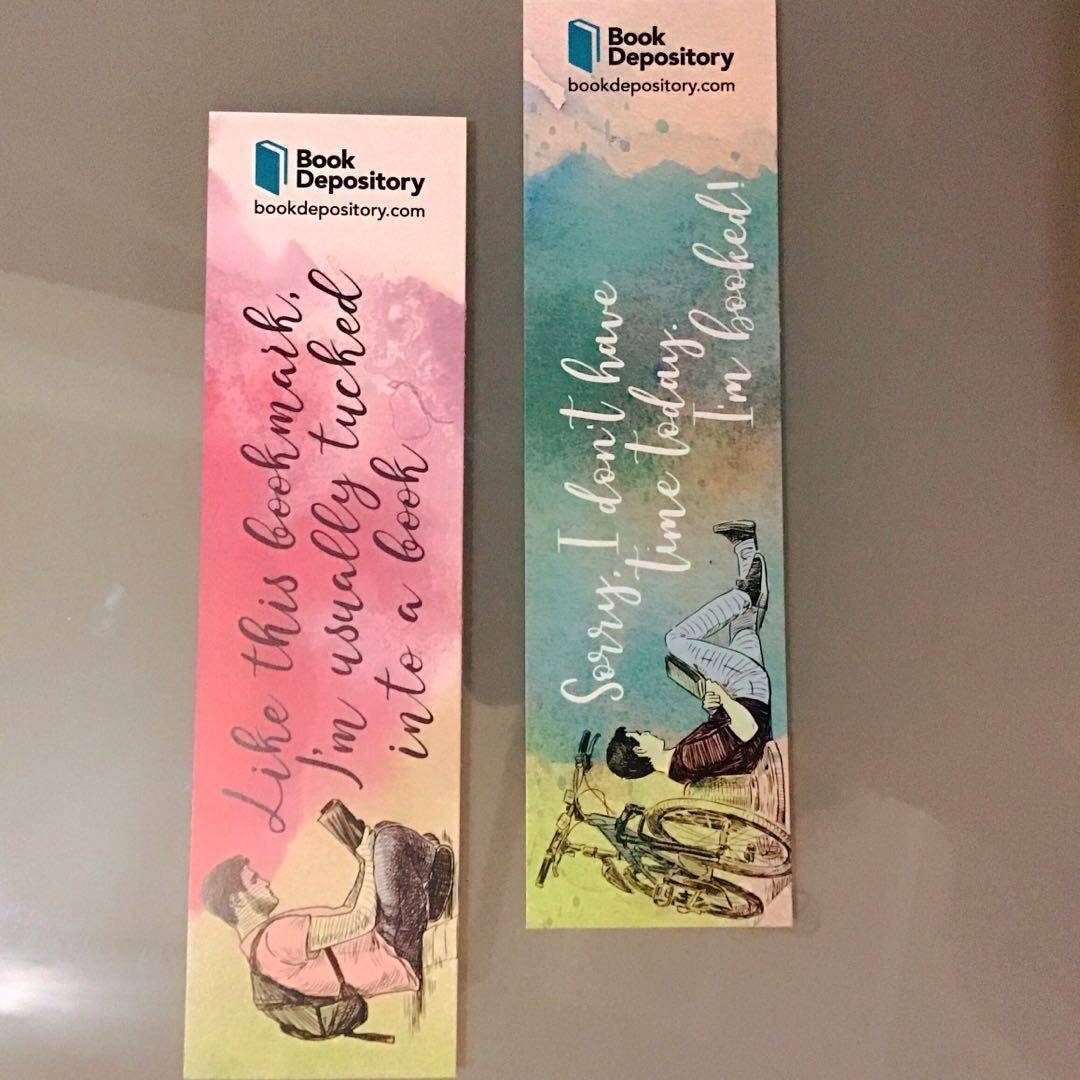 Book
Depository
bookdepository.com
Like this bookmark,
I'm usually tucked
into a book
Book
Depository
bookdepository.com
Sorry, I don't have
time today.
I'm booked!